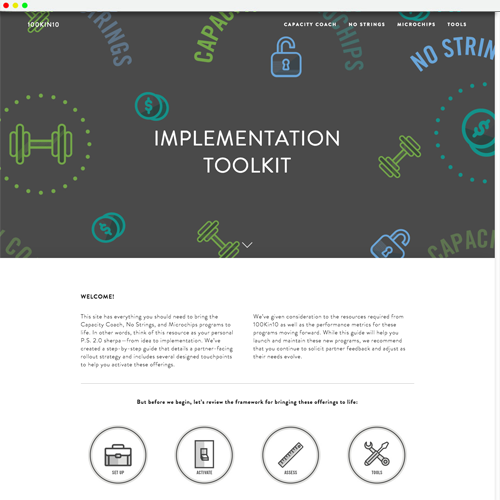 100Kin10
CAPACITY COACH NO STRINGS MICROCHIPS TOOLS
STRINGS
CAPAC
CHIPS
NO STRIN
IMPLEMENTATION
TOOLKIT
CO
CAPAC
WELCOME!
This site has everything you should need to bring the
Capacity Coach, No Strings, and Microchips programs to
life. In other words, think of this resource as your personal
P.S. 2.0 sherpa—from idea to implementation. We've
created a step-by-step guide that details a partner-facing
rollout strategy and includes several designed touchpoints
to help you activate these offerings.
We've given consideration to the resources required from
100Kin10 as well as the performance metrics for these
programs moving forward. While this guide will help you
launch and maintain these new programs, we recommend
that you continue to solicit partner feedback and adjust as
their needs evolve.
But before we begin, let's review the framework for bringing these offerings to life:
SET UP
ACTIVATE
ASSESS
TOOLS